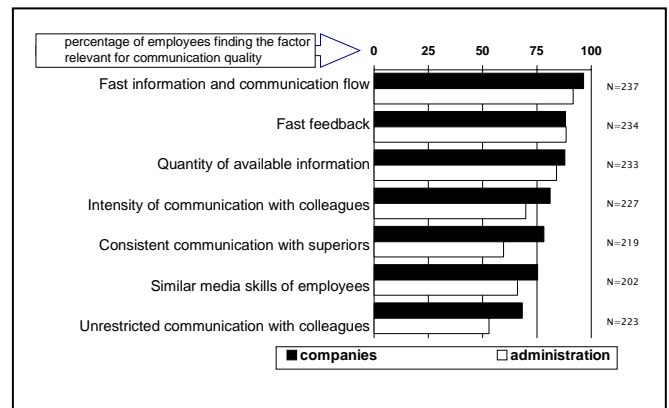 percentage of employees finding the factor
relevant for communication quality
0 25 50 75 100
Fast information and communication flow N=237
Fast feedback N=234
Quantity of available information N=233
Intensity of communication with colleagues N=227
Consistent communication with superiors N=219
Similar media skills of employees N=202
Unrestricted communication with colleagues N=223
companies administration